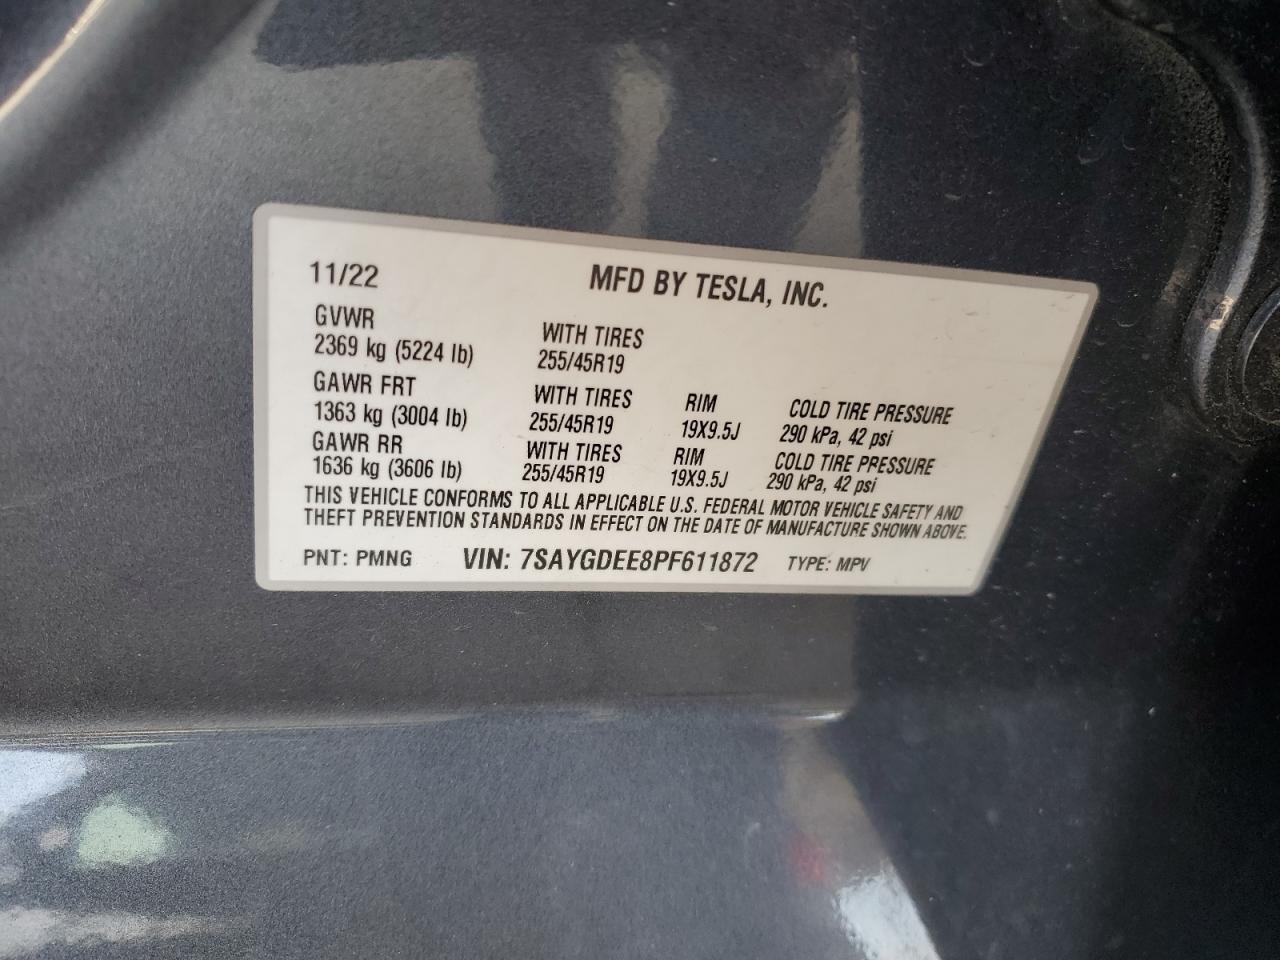 11/22 MFD BY TESLA, INC.
GVWR
2369 kg (5224 lb) WITH TIRES
255/45R19
GAWR FRT WITH TIRES RIM COLD TIRE PRESSURE
1363 kg (3004 lb) 255/45R19 19X9.5J 290 kPa, 42 psi
GAWR RR WITH TIRES RIM COLD TIRE PRESSURE
1636 kg (3606 lb) 255/45R19 19X9.5J 290 kPa, 42 psi
THIS VEHICLE CONFORMS TO ALL APPLICABLE U.S. FEDERAL MOTOR VEHICLE SAFETY AND
THEFT PREVENTION STANDARDS IN EFFECT ON THE DATE OF MANUFACTURE SHOWN ABOVE.
PNT: PMNG VIN: 7SAYGDEE8PF611872 TYPE: MPV